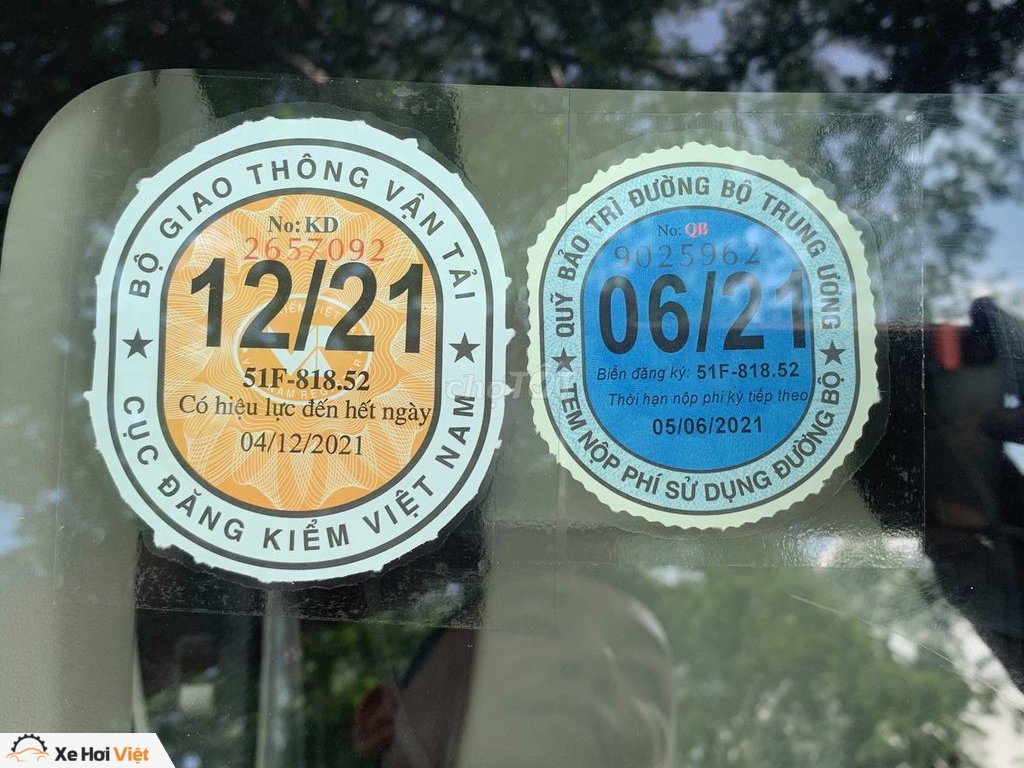 BỘ GIAO THÔNG VẬN TẢI
No: KD
2657092
12/21
51F-818.52
Có hiệu lực đến hết ngày
04/12/2021
CỤC ĐĂNG KIỂM VIỆT NAM
QUỸ BẢO TRÌ ĐƯỜNG BỘ TRUNG ƯƠNG
No: QB
9025962
06/21
Biển đăng ký: 51F-818.52
Thời hạn nộp phí kỳ tiếp theo
05/06/2021
TEM NỘP PHÍ SỬ DỤNG ĐƯỜNG BỘ
Xe Hơi Việt